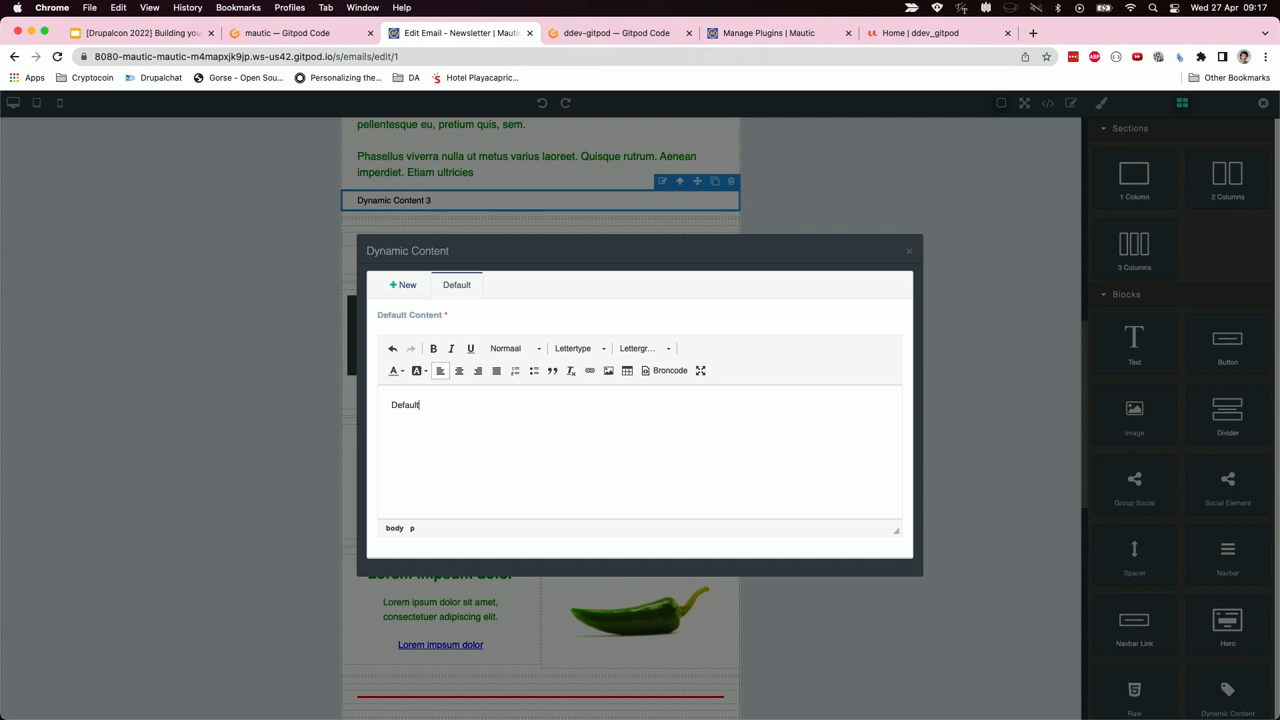 Chrome File Edit View History Bookmarks Profiles Tab Window Help Wed 27 Apr 09:17
[Drupalcon 2022] Building you mautic — Gitpod Code Edit Email - Newsletter | Mautic ddev-gitpod — Gitpod Code Manage Plugins | Mautic Home | ddev_gitpod
8080-mautic-mautic-m4mapxjk9jp.ws-us42.gitpod.io/s/emails/edit/1
Apps Cryptocoin Drupalchat Gorse - Open Sou... Personalizing the... DA Hotel Playacapric... Other Bookmarks
pellentesque eu, pretium quis, sem.
Phasellus viverra nulla ut metus varius laoreet. Quisque rutrum. Aenean
imperdiet. Etiam ultricies
Dynamic Content 3
Dynamic Content ×
+ New Default
Default Content *
B I U Normaal Lettertype Lettergr...
A A Broncode
Default
body p
Lorem ipsum dolor sit amet,
consectetuer adipiscing elit.
Lorem impsum dolor
Sections
1 Column 2 Columns
3 Columns
Blocks
Text Button
Image Divider
Group Social Social Element
Spacer Navbar
Navbar Link Hero
Raw Dynamic Content